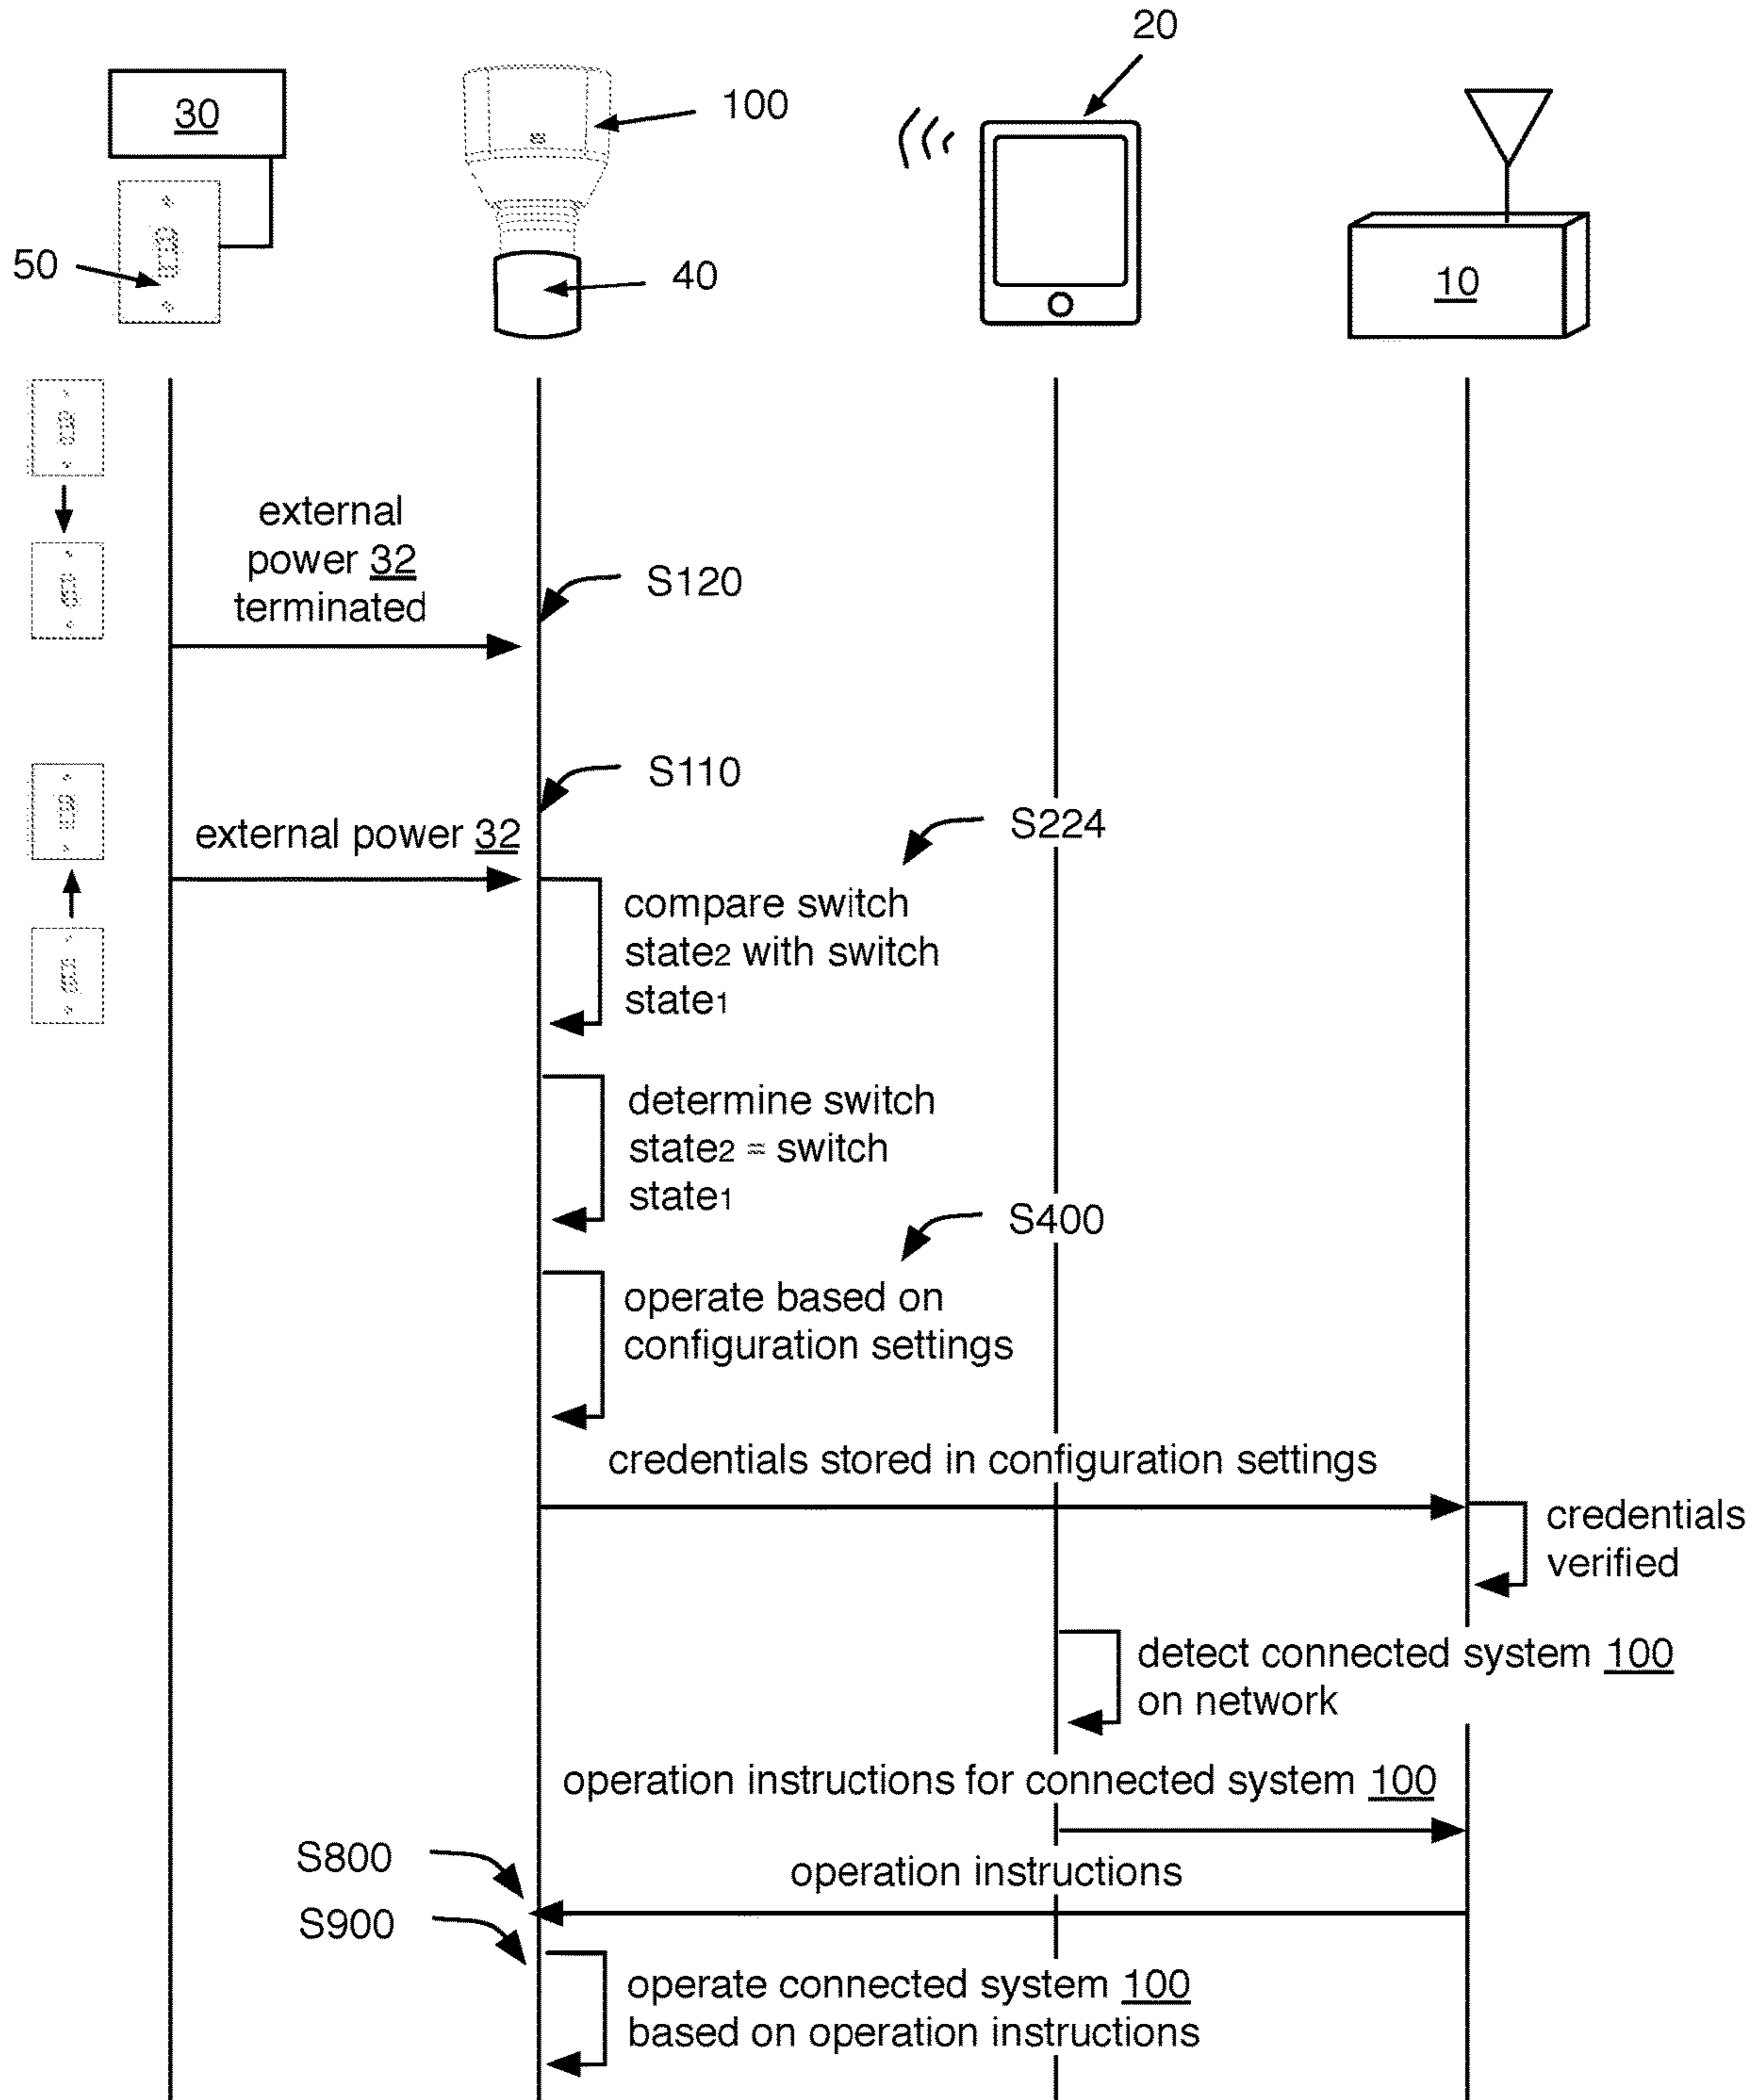 20
30
100
50
40
10
external
power 32
terminated
S120
S110
external power 32
S224
compare switch
state2 with switch
state1
determine switch
state2 = switch
state1
S400
operate based on
configuration settings
credentials stored in configuration settings
credentials
verified
detect connected system 100
on network
operation instructions for connected system 100
S800
operation instructions
S900
operate connected system 100
based on operation instructions